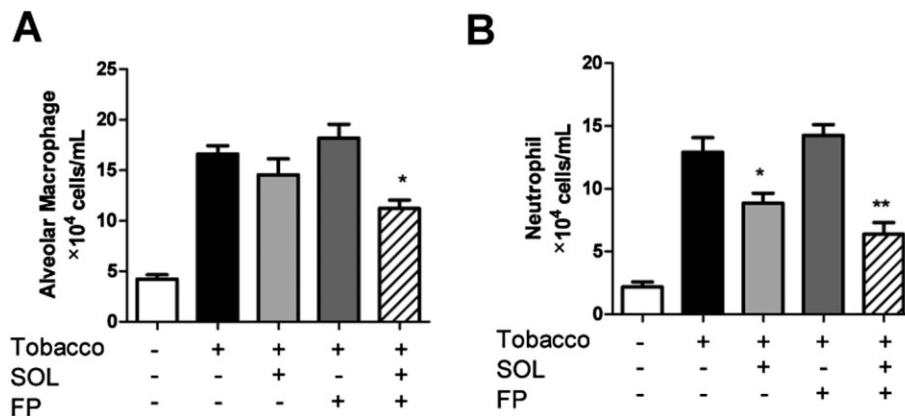 A
Alveolar Macrophage
×10⁴ cells/mL
25
20
15
10
5
0
*
Tobacco - + + + +
SOL - - + - +
FP - - - + +
B
Neutrophil
×10⁴ cells/mL
20
15
10
5
0
*
**
Tobacco - + + + +
SOL - - + - +
FP - - - + +